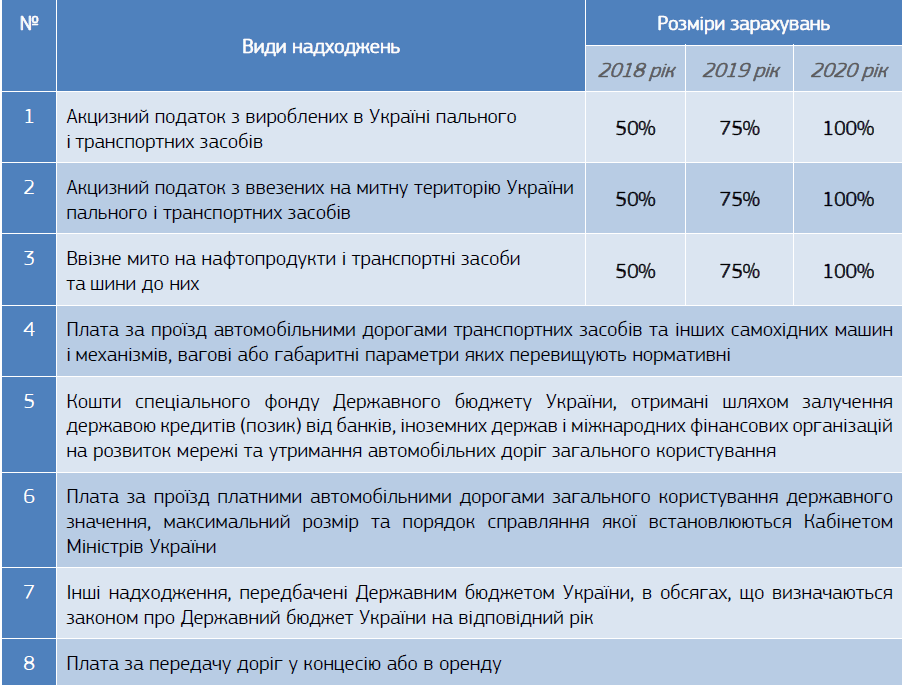 №
Види надходжень
Розміри зарахувань
2018 рік
2019 рік
2020 рік
1
Акцизний податок з вироблених в Україні пального
і транспортних засобів
50%
75%
100%
2
Акцизний податок з ввезених на митну територію України
пального і транспортних засобів
50%
75%
100%
3
Ввізне мито на нафтопродукти і транспортні засоби
та шини до них
50%
75%
100%
4
Плата за проїзд автомобільними дорогами транспортних засобів та інших самохідних машин
і механізмів, вагові або габаритні параметри яких перевищують нормативні
5
Кошти спеціального фонду Державного бюджету України, отримані шляхом залучення
державою кредитів (позик) від банків, іноземних держав і міжнародних фінансових організацій
на розвиток мережі та утримання автомобільних доріг загального користування
6
Плата за проїзд платними автомобільними дорогами загального користування державного
значення, максимальний розмір та порядок справляння якої встановлюються Кабінетом
Міністрів України
7
Інші надходження, передбачені Державним бюджетом України, в обсягах, що визначаються
законом про Державний бюджет України на відповідний рік
8
Плата за передачу доріг у концесію або в оренду